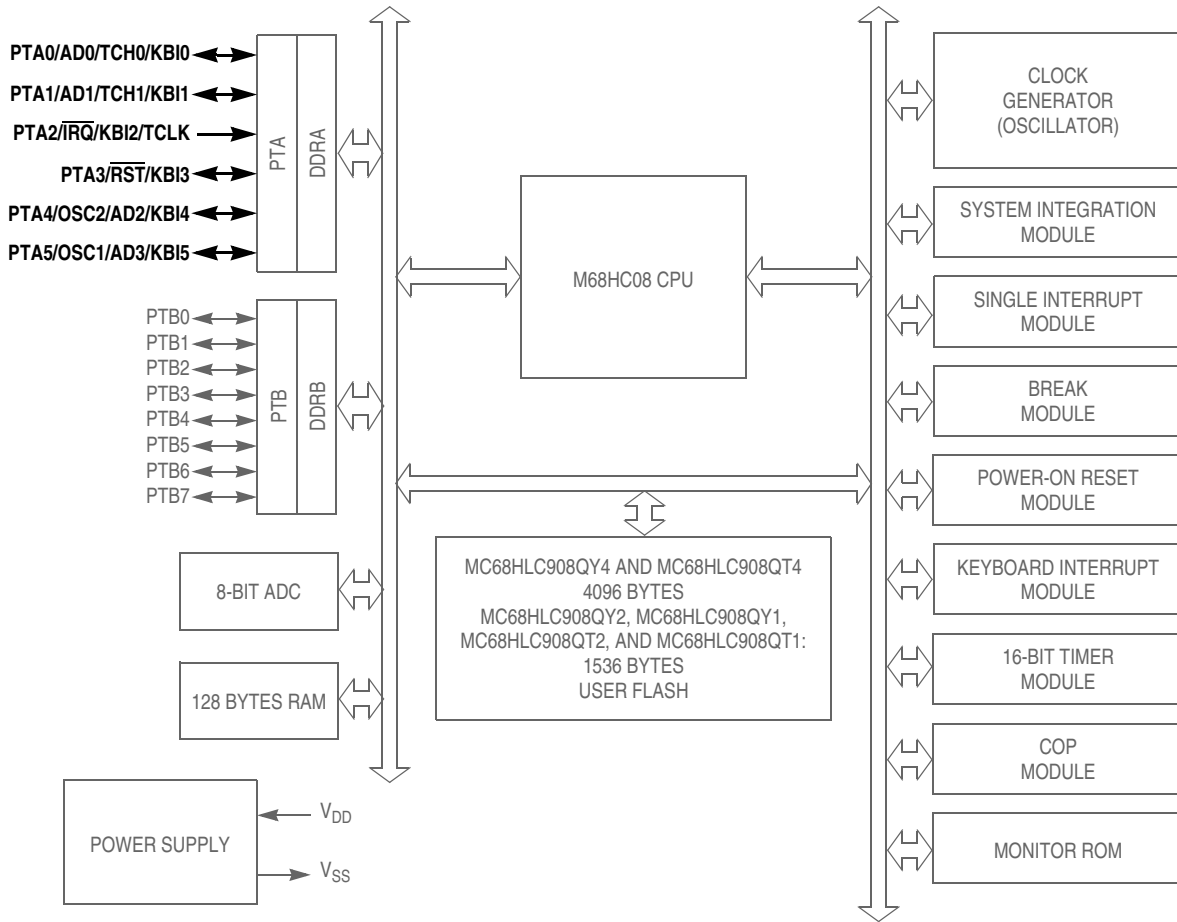 PTA0/AD0/TCH0/KBI0
PTA1/AD1/TCH1/KBI1
PTA2/IRQ/KBI2/TCLK
PTA3/RST/KBI3
PTA4/OSC2/AD2/KBI4
PTA5/OSC1/AD3/KBI5
PTA
DDRA
PTB0
PTB1
PTB2
PTB3
PTB4
PTB5
PTB6
PTB7
PTB
DDRB
8-BIT ADC
128 BYTES RAM
POWER SUPPLY
VDD
VSS
M68HC08 CPU
MC68HLC908QY4 AND MC68HLC908QT4
4096 BYTES
MC68HLC908QY2, MC68HLC908QY1,
MC68HLC908QT2, AND MC68HLC908QT1:
1536 BYTES
USER FLASH
CLOCK
GENERATOR
(OSCILLATOR)
SYSTEM INTEGRATION
MODULE
SINGLE INTERRUPT
MODULE
BREAK
MODULE
POWER-ON RESET
MODULE
KEYBOARD INTERRUPT
MODULE
16-BIT TIMER
MODULE
COP
MODULE
MONITOR ROM